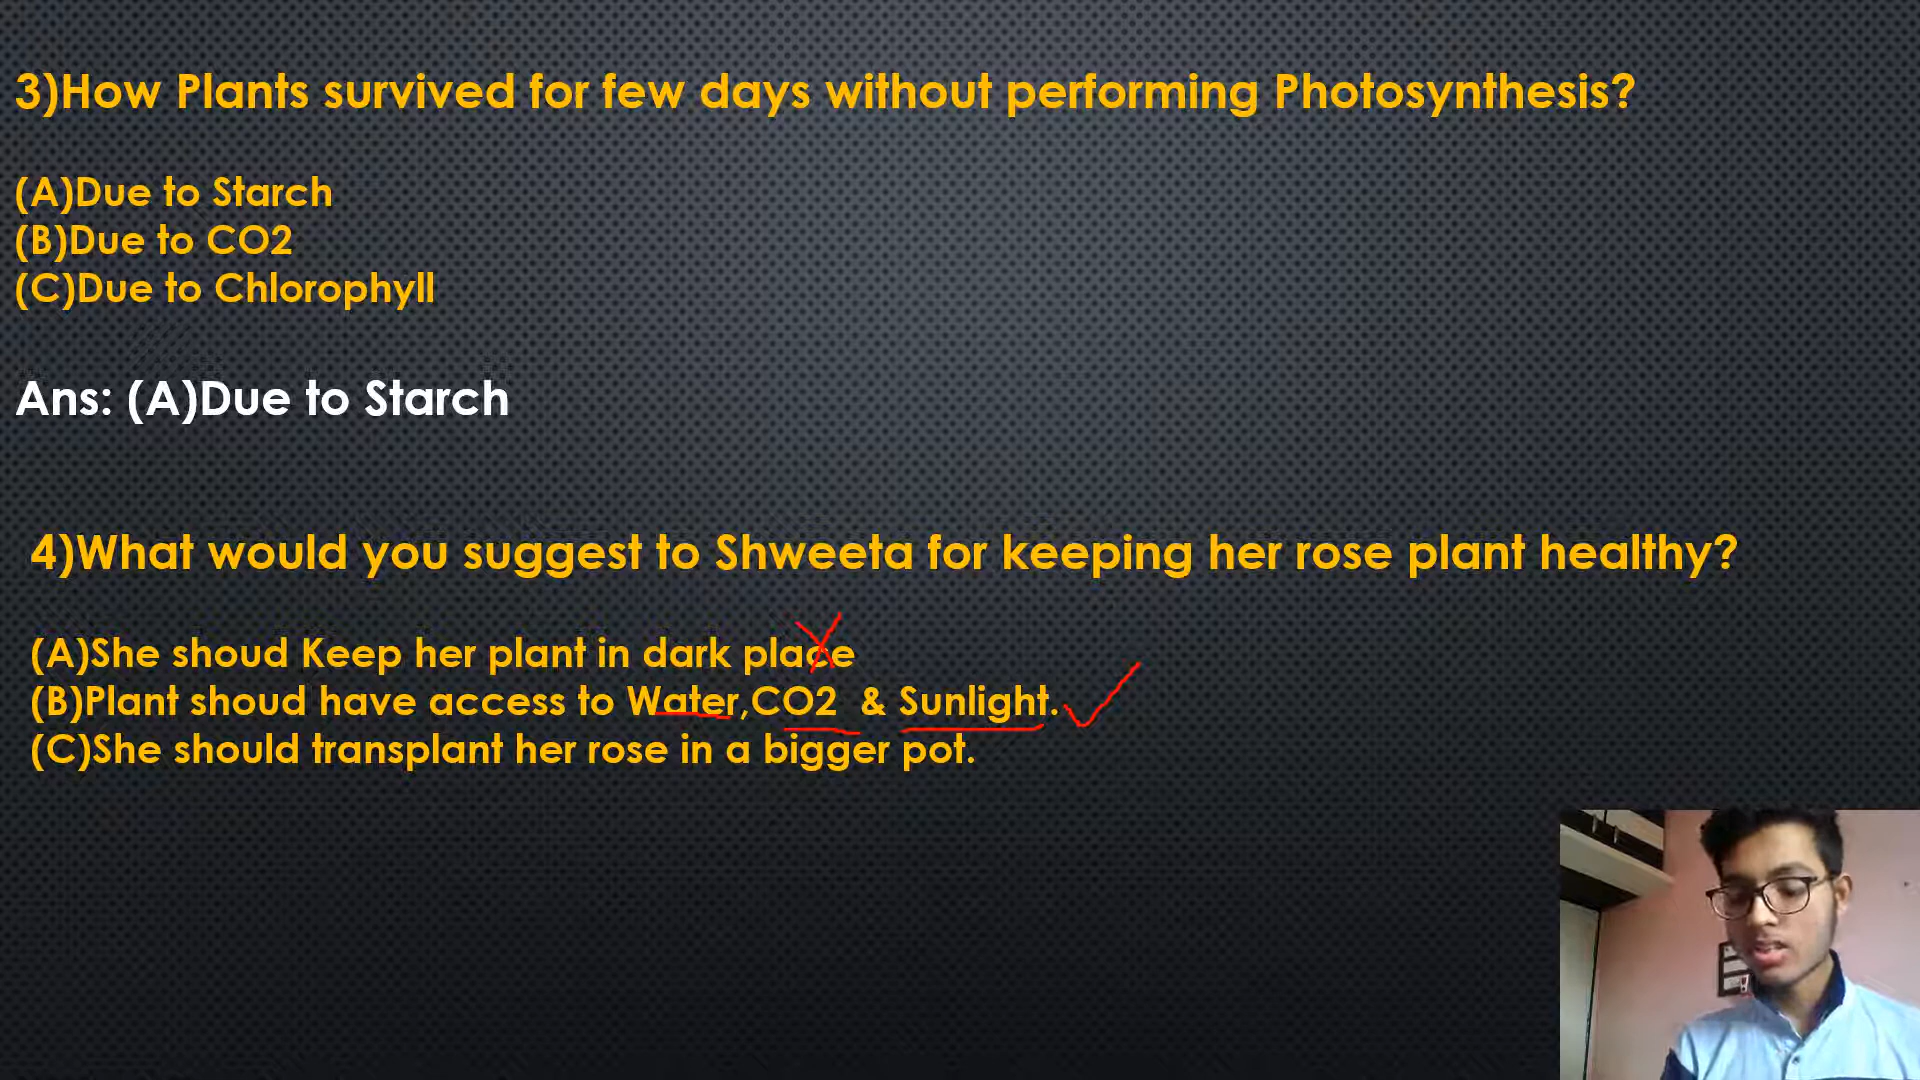 3)How Plants survived for few days without performing Photosynthesis?
(A)Due to Starch
(B)Due to CO2
(C)Due to Chlorophyll
Ans: (A)Due to Starch
4)What would you suggest to Shweeta for keeping her rose plant healthy?
(A)She shoud Keep her plant in dark place
(B)Plant shoud have access to Water,CO2 & Sunlight.
(C)She should transplant her rose in a bigger pot.